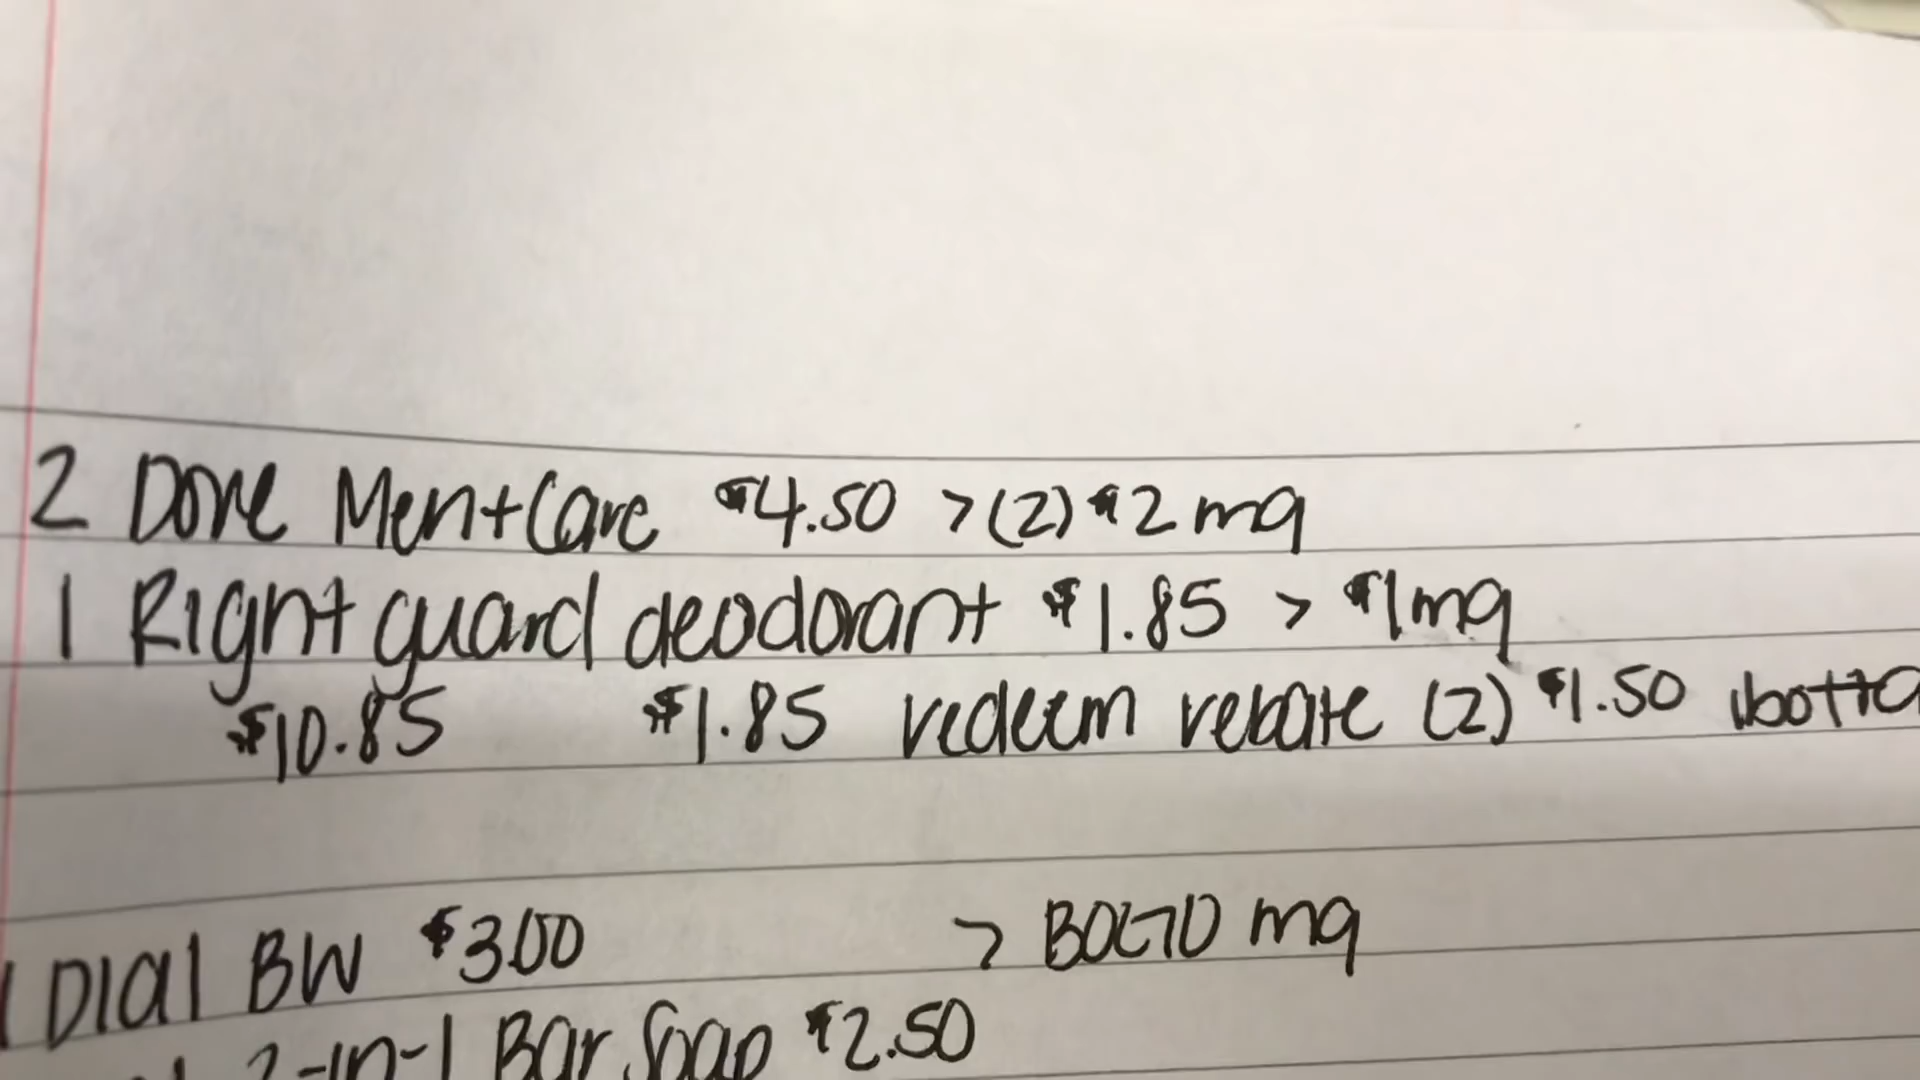 2 Dove Men+Care $4.50 > (2) $2 mq
1 Right guard deodorant $1.85 > $1 mq
$10.85 $1.85 redeem rebate (2) $1.50 ibotta
1 Dial BW $3.00 > BOGO mq
2-in-1 Bar Soap $2.50